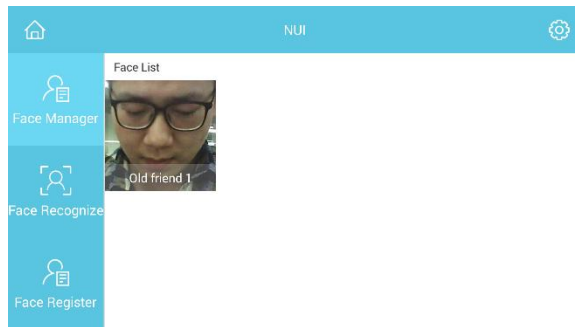 NUI
Face Manager
Face List
Old friend 1
Face Recognize
Face Register